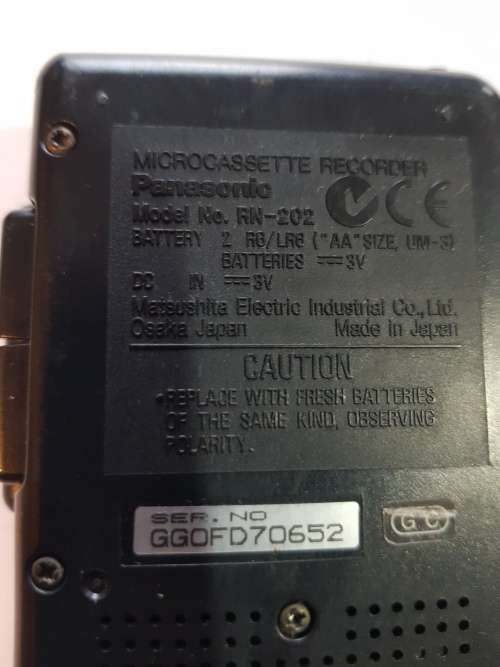 MICROCASSETTE RECORDER
Panasonic
Model No. RN-202
BATTERY 2 R6/LR6 ("AA" SIZE, UM-3)
BATTERIES ⎓3V
DC IN ⎓3V
Matsushita Electric Industrial Co., Ltd.
Osaka Japan Made in Japan
CAUTION
•REPLACE WITH FRESH BATTERIES
OF THE SAME KIND, OBSERVING
POLARITY.
SER. NO
GG0FD70652
GC